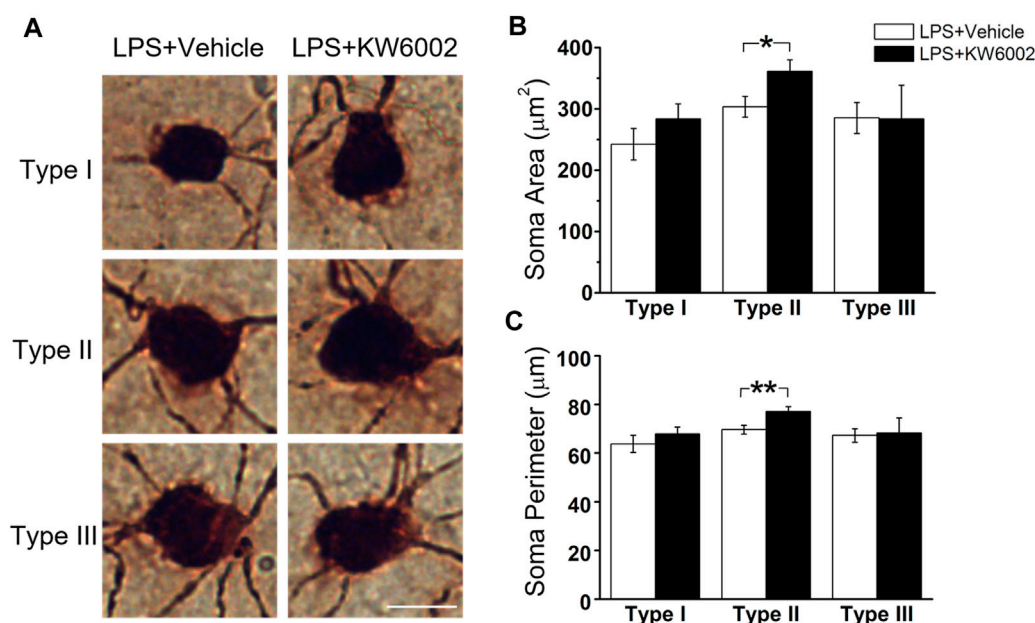 A
LPS+Vehicle LPS+KW6002
Type I
Type II
Type III
B
LPS+Vehicle
LPS+KW6002
Soma Area (μm²)
400
300
200
100
0
*
Type I Type II Type III
C
Soma Perimeter (μm)
100
80
60
40
20
0
**
Type I Type II Type III